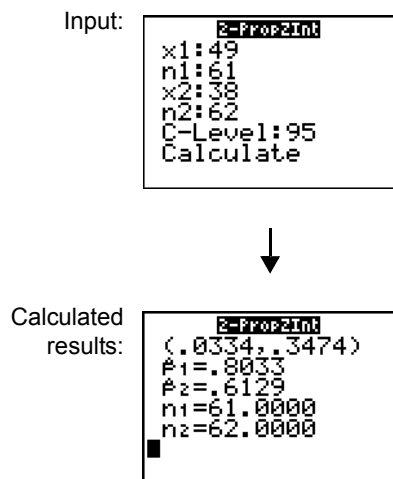 Input:
2-PropZInt
x1:49
n1:61
x2:38
n2:62
C-Level:95
Calculate
Calculated
results:
2-PropZInt
(.0334,.3474)
p̂1=.8033
p̂2=.6129
n1=61.0000
n2=62.0000